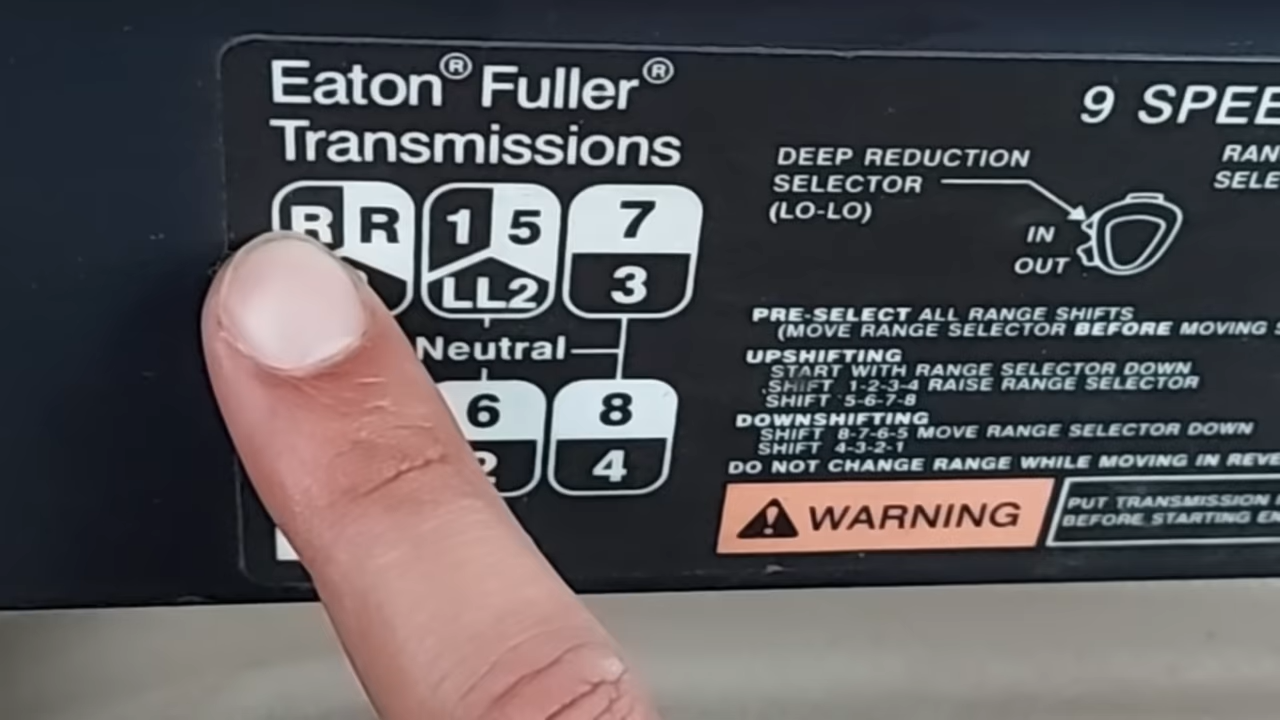 Eaton® Fuller®
Transmissions
9 SPEE
DEEP REDUCTION
SELECTOR
(LO-LO)
RAN
SELE
IN
OUT
R R
1 5
LL2
7
3
Neutral
6
2
8
4
PRE-SELECT ALL RANGE SHIFTS
(MOVE RANGE SELECTOR BEFORE MOVING
UPSHIFTING
START WITH RANGE SELECTOR DOWN
SHIFT 1-2-3-4 RAISE RANGE SELECTOR
SHIFT 5-6-7-8
DOWNSHIFTING
SHIFT 8-7-6-5 MOVE RANGE SELECTOR DOWN
SHIFT 4-3-2-1
DO NOT CHANGE RANGE WHILE MOVING IN REVE
WARNING
PUT TRANSMISSION
BEFORE STARTING EN